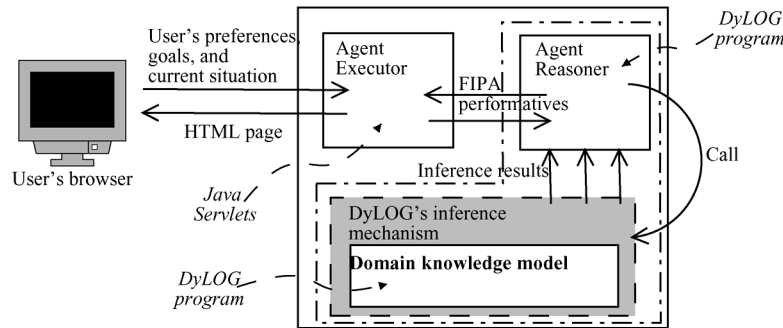 User's preferences,
goals, and
current situation
HTML page
User's browser
Agent
Executor
Java
Servlets
FIPA
performatives
Agent
Reasoner
DyLOG
program
Call
Inference results
DyLOG's inference
mechanism
Domain knowledge model
DyLOG
program